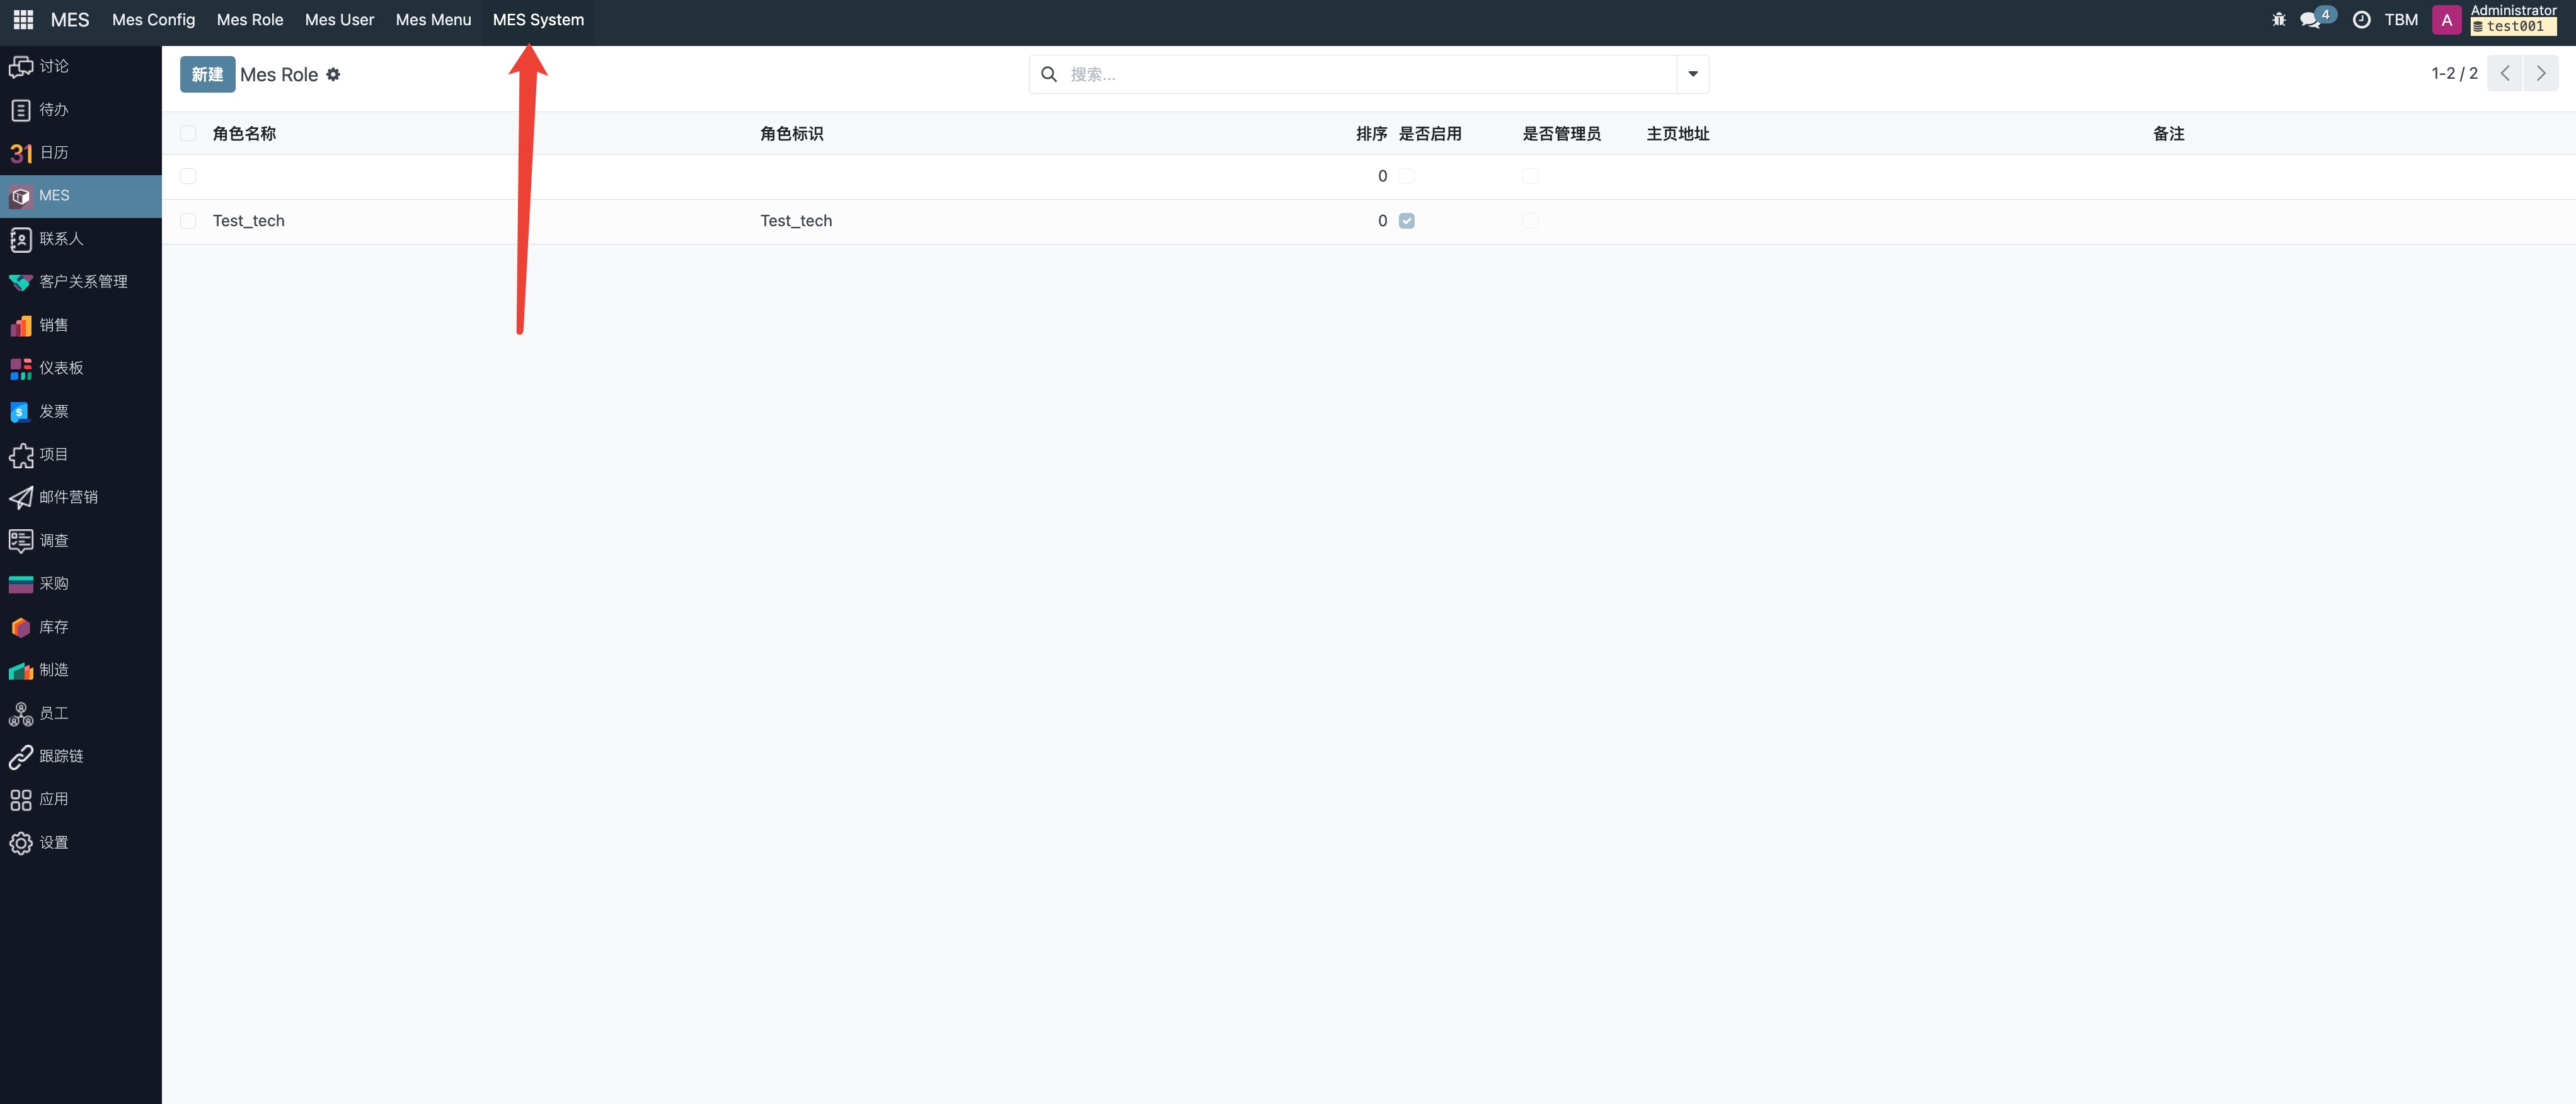 MES Mes Config Mes Role Mes User Mes Menu MES System 4 TBM A Administrator
test001
讨论
待办
31 日历
MES
联系人
客户关系管理
销售
仪表板
$ 发票
项目
邮件营销
调查
采购
库存
制造
员工
跟踪链
应用
设置
新建 Mes Role 搜索... 1-2 / 2
角色名称 角色标识 排序 是否启用 是否管理员 主页地址 备注
0
Test_tech Test_tech 0